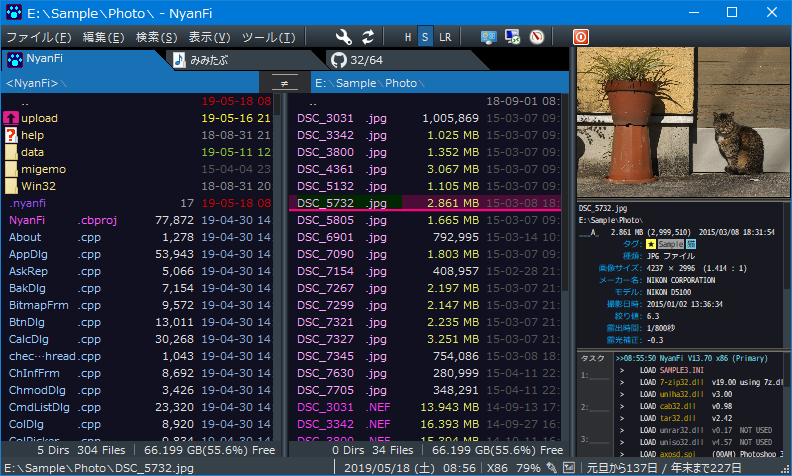 E:\Sample\Photo\ - NyanFi
ファイル(F) 編集(E) 検索(S) 表示(V) ツール(T) H S LR
NyanFi みみたぶ 32/64
<NyanFi>\ ≠ E:\Sample\Photo\
.. 19-05-18 08
upload 19-05-16 21
help 18-08-31 21
data 19-05-11 12
migemo 15-04-04 23
Win32 18-08-31 20
.nyanfi 17 19-05-18 08
NyanFi .cbproj 77,872 19-04-30 14
About .cpp 1,278 19-04-30 14
AppDlg .cpp 53,943 19-04-30 14
AskRep .cpp 5,066 19-04-30 14
BakDlg .cpp 7,154 19-04-30 14
BitmapFrm .cpp 9,572 19-04-30 14
BtnDlg .cpp 13,011 19-04-30 14
CalcDlg .cpp 30,268 19-04-30 14
chec…hread .cpp 1,043 19-04-30 14
ChInfFrm .cpp 8,692 19-04-30 14
ChmodDlg .cpp 3,426 19-04-30 14
CmdListDlg .cpp 23,320 19-04-30 14
ColDlg .cpp 8,920 19-04-30 14
ColPicker .cpp 9,834 19-04-30 14
5 Dirs 304 Files 66.199 GB(55.6%) Free
.. 18-09-01 08:
DSC_3031 .jpg 1,005,869 15-03-07 09:
DSC_3342 .jpg 1.025 MB 15-03-07 09:
DSC_3800 .jpg 1.352 MB 15-03-07 09:
DSC_4361 .jpg 3.067 MB 15-03-07 09:
DSC_5132 .jpg 1.105 MB 15-03-07 09:
DSC_5732 .jpg 2.861 MB 15-03-08 18:
DSC_5805 .jpg 1.665 MB 15-03-07 09:
DSC_6901 .jpg 792,995 15-03-14 10:
DSC_7090 .jpg 1.803 MB 15-03-07 09:
DSC_7154 .jpg 408,957 15-02-28 21:
DSC_7267 .jpg 2.197 MB 15-03-07 21:
DSC_7299 .jpg 2.147 MB 15-03-07 21:
DSC_7321 .jpg 2.235 MB 15-03-07 21:
DSC_7327 .jpg 3.251 MB 15-03-07 21:
DSC_7345 .jpg 754,086 15-03-08 18:
DSC_7630 .jpg 280,999 15-04-11 22:
DSC_7705 .jpg 348,291 15-04-11 22:
DSC_3031 .NEF 13.943 MB 14-09-13 16:
DSC_3342 .NEF 16.393 MB 14-09-27 16:
DSC_3800 .NEF 15.394 MB 14-10-11 16:
0 Dirs 34 Files 66.199 GB(55.6%) Free
DSC_5732.jpg
E:\Sample\Photo\
___A_ 2.861 MB (2,999,510) 2015/03/08 18:31:54
タグ: ★ Sample 猫
種類: JPG ファイル
画像サイズ: 4237 × 2996 (1.414 : 1)
メーカー名: NIKON CORPORATION
モデル: NIKON D5100
撮影日時: 2015/01/02 13:36:34
絞り値: 6.3
露出時間: 1/800秒
露光補正: -0.3
タスク
1:____
2:____
3:____
>>08:55:50 NyanFi V13.70 x86 (Primary)
> LOAD SAMPLE3.INI
> LOAD 7-zip32.dll v19.00 using 7z.dl
> LOAD unlha32.dll v3.00
> LOAD cab32.dll v0.98
> LOAD tar32.dll v2.42
> LOAD unrar32.dll v0.17 NOT USED
> LOAD uniso32.dll v4.57 NOT USED
> LOAD axpsd.spi (00AM) Photoshop 3
E:\Sample\Photo\DSC_5732.jpg 2019/05/18 (土) 08:56 X86 79% 元旦から137日 / 年末まで227日